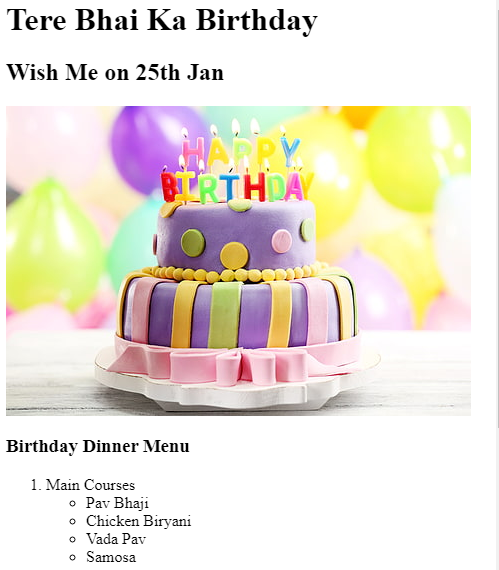 Tere Bhai Ka Birthday
Wish Me on 25th Jan
HAPPY
BIRTHDAY
Birthday Dinner Menu
1. Main Courses
Pav Bhaji
Chicken Biryani
Vada Pav
Samosa